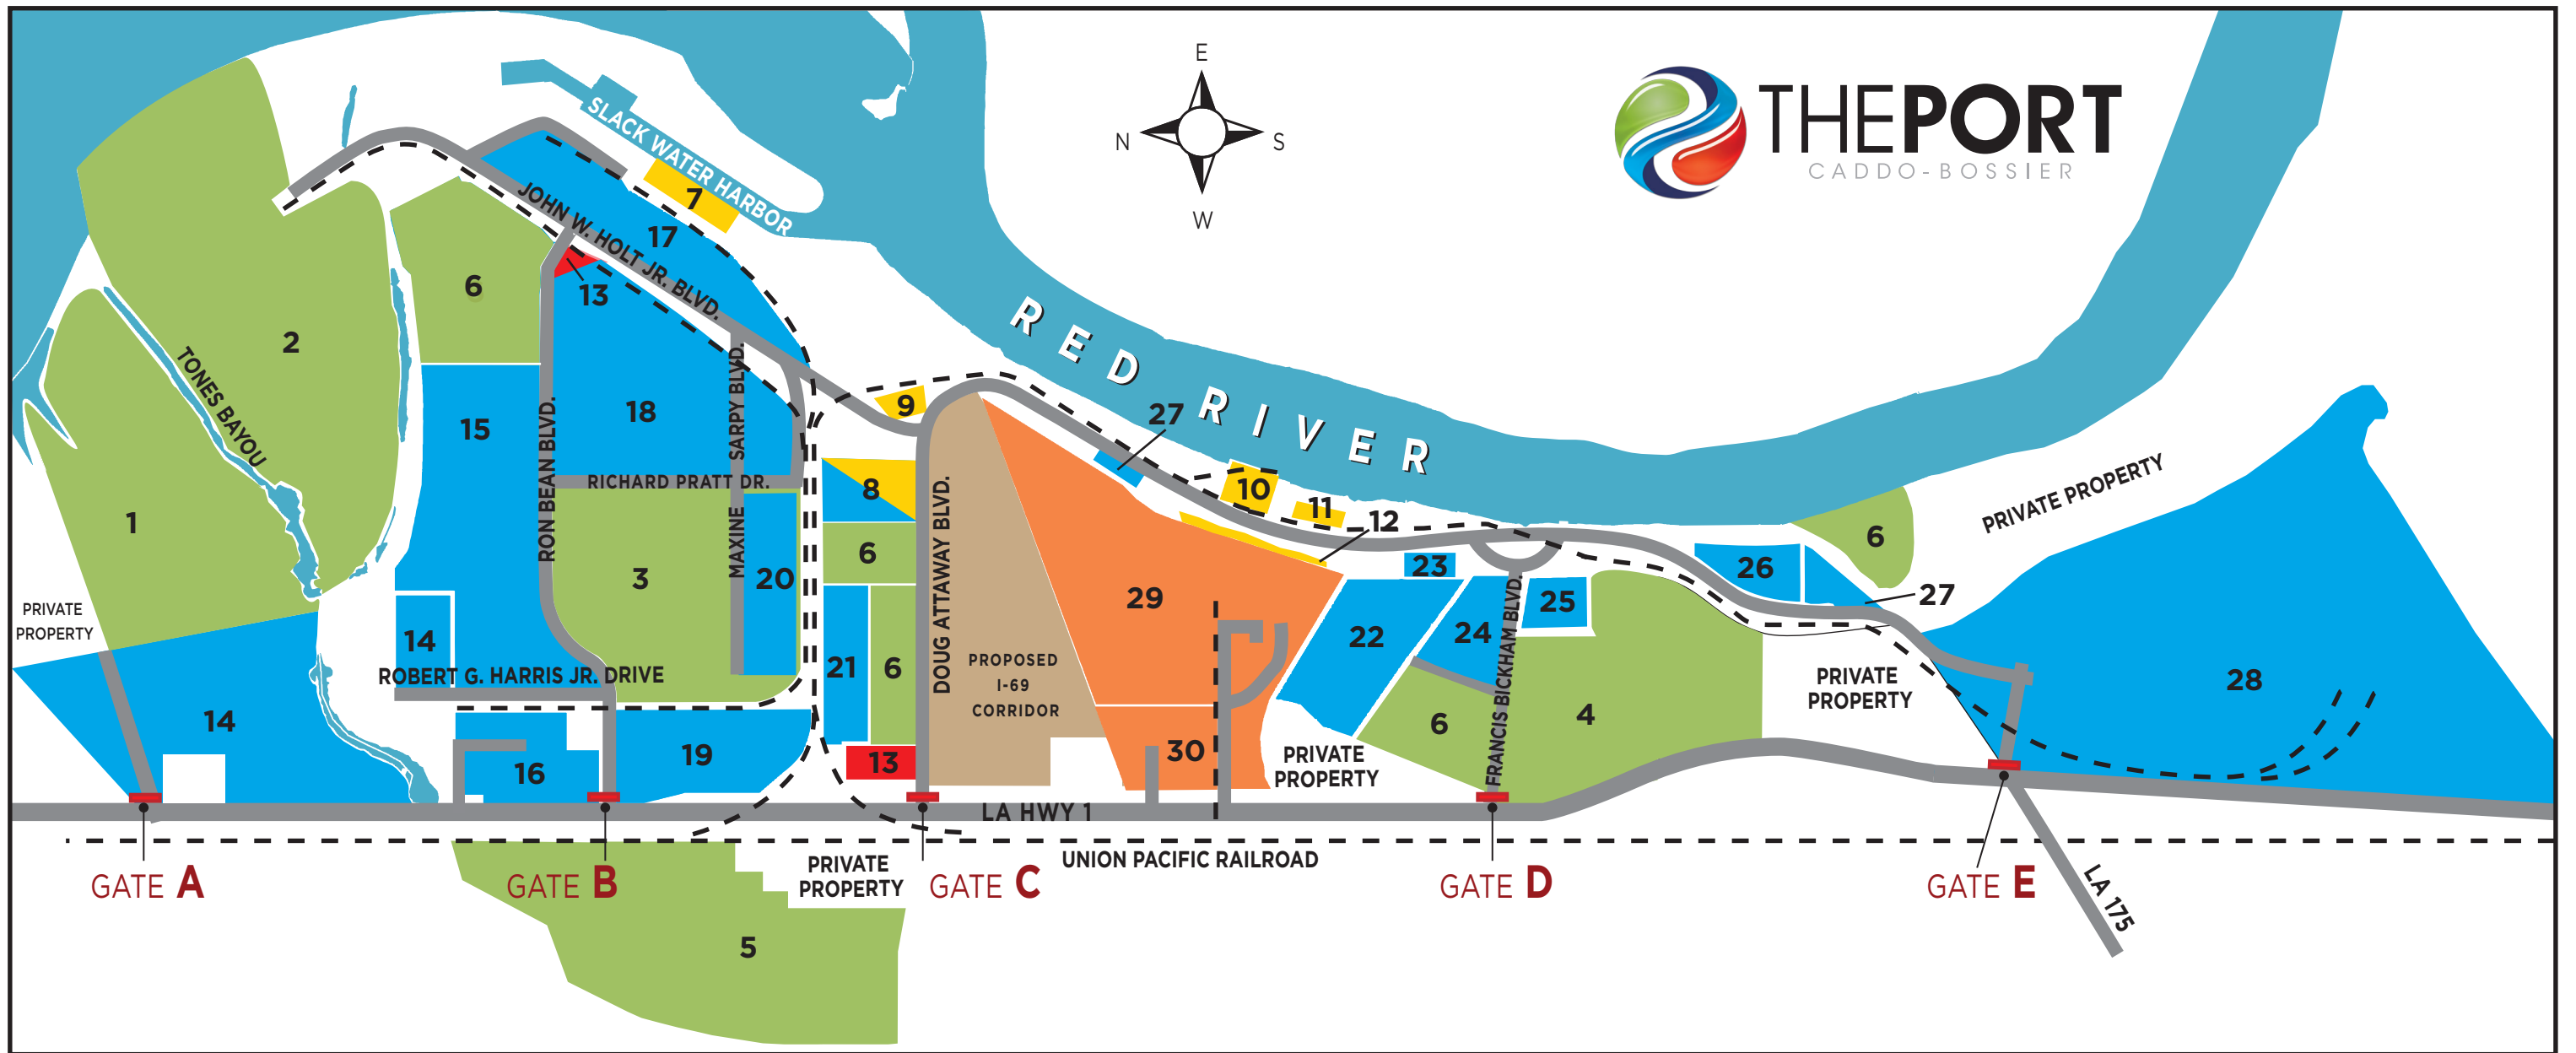 E
N
S
W
THEPORT
CADDO-BOSSIER
SLACK WATER HARBOR
7
JOHN W. HOLT JR. BLVD.
17
13
6
2
TONES BAYOU
1
RED RIVER
9
27
15
18
RON BEAN BLVD.
MAXINE SARPY BLVD.
RICHARD PRATT DR.
8
10
11
12
PRIVATE PROPERTY
6
3
20
6
DOUG ATTAWAY BLVD.
29
23
26
27
25
22
24
FRANCIS BICKHAM BLVD.
PRIVATE
PROPERTY
14
ROBERT G. HARRIS JR. DRIVE
21
6
PROPOSED
I-69
CORRIDOR
PRIVATE
PROPERTY
28
14
4
6
19
16
13
30
PRIVATE
PROPERTY
LA HWY 1
UNION PACIFIC RAILROAD
PRIVATE
PROPERTY
GATE A
GATE B
GATE C
GATE D
GATE E
LA 175
5